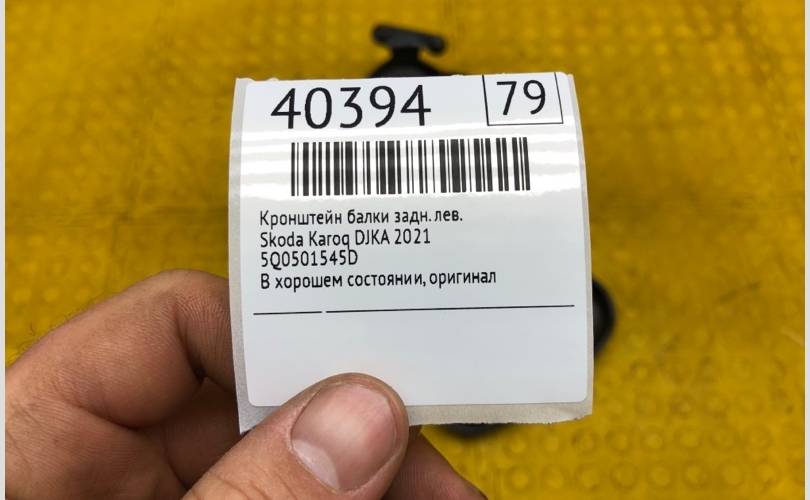 40394
79
Кронштейн балки задн. лев.
Skoda Karoq DJKA 2021
5Q0501545D
В хорошем состоянии, оригинал